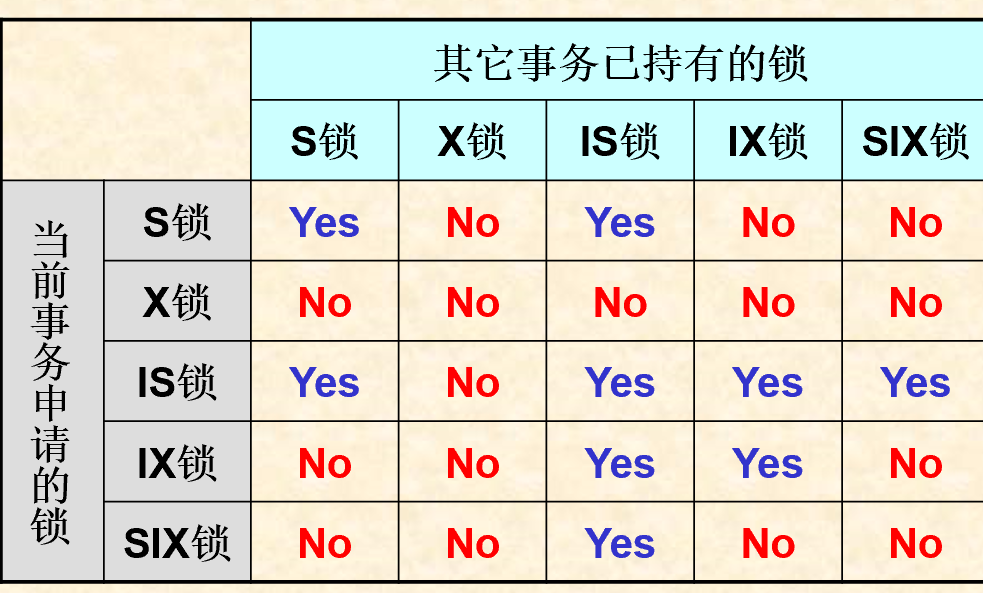 其它事务已持有的锁
S锁 X锁 IS锁 IX锁 SIX锁
当前事务申请的锁
S锁 Yes No Yes No No
X锁 No No No No No
IS锁 Yes No Yes Yes Yes
IX锁 No No Yes Yes No
SIX锁 No No Yes No No